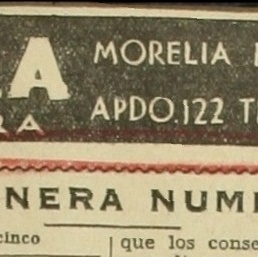 A MORELIA
RA APDO.122 T
NERA NUM
cinco
que los conse